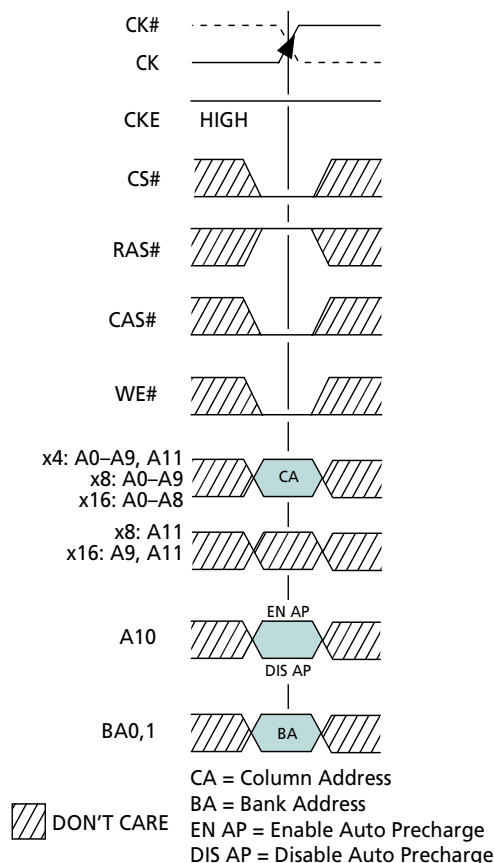 CK#
CK
CKE HIGH
CS#
RAS#
CAS#
WE#
x4: A0–A9, A11
x8: A0–A9
x16: A0–A8
CA
x8: A11
x16: A9, A11
EN AP
A10
DIS AP
BA0,1 BA
CA = Column Address
BA = Bank Address
EN AP = Enable Auto Precharge
DIS AP = Disable Auto Precharge
DON'T CARE